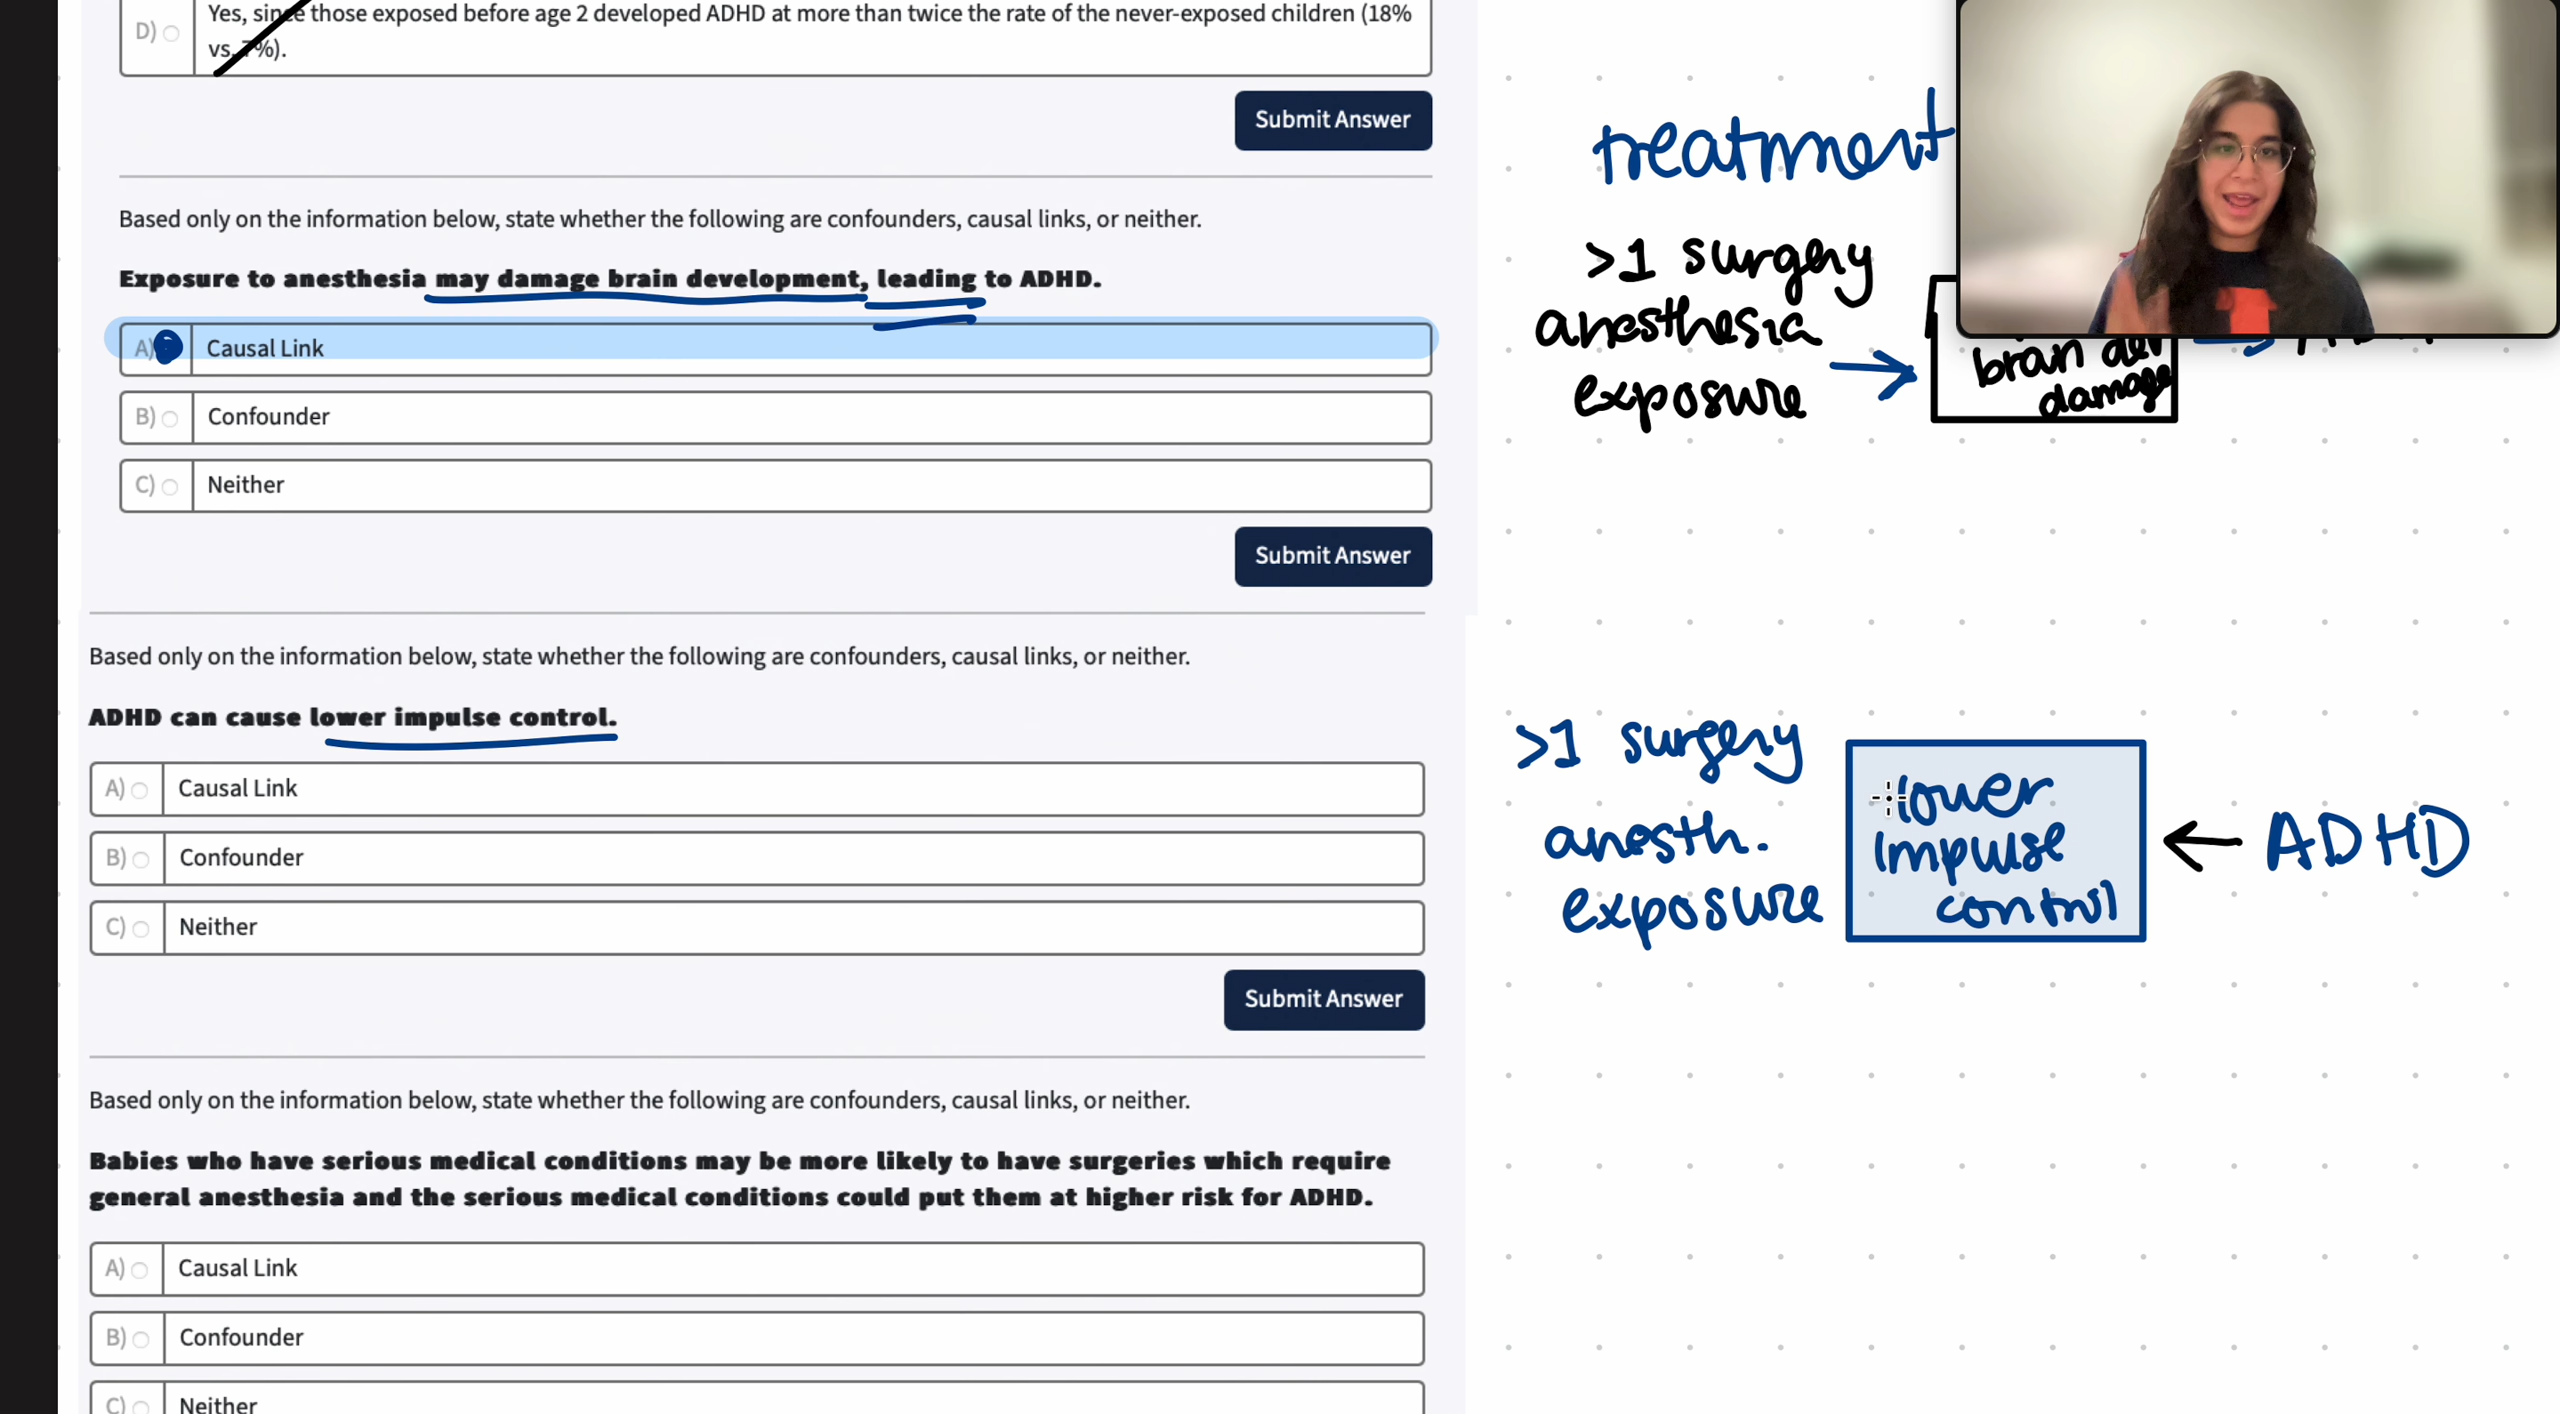 D) Yes, since those exposed before age 2 developed ADHD at more than twice the rate of the never-exposed children (18%
vs. 7%).
Submit Answer
Based only on the information below, state whether the following are confounders, causal links, or neither.
Exposure to anesthesia may damage brain development, leading to ADHD.
A) Causal Link
B) Confounder
C) Neither
Submit Answer
Based only on the information below, state whether the following are confounders, causal links, or neither.
ADHD can cause lower impulse control.
A) Causal Link
B) Confounder
C) Neither
Submit Answer
Based only on the information below, state whether the following are confounders, causal links, or neither.
Babies who have serious medical conditions may be more likely to have surgeries which require
general anesthesia and the serious medical conditions could put them at higher risk for ADHD.
A) Causal Link
B) Confounder
C) Neither
treatment
>1 surgery
anesthesia
exposure
brain dev
damage
>1 surgery
anesth.
exposure
lower
impulse
control
ADHD